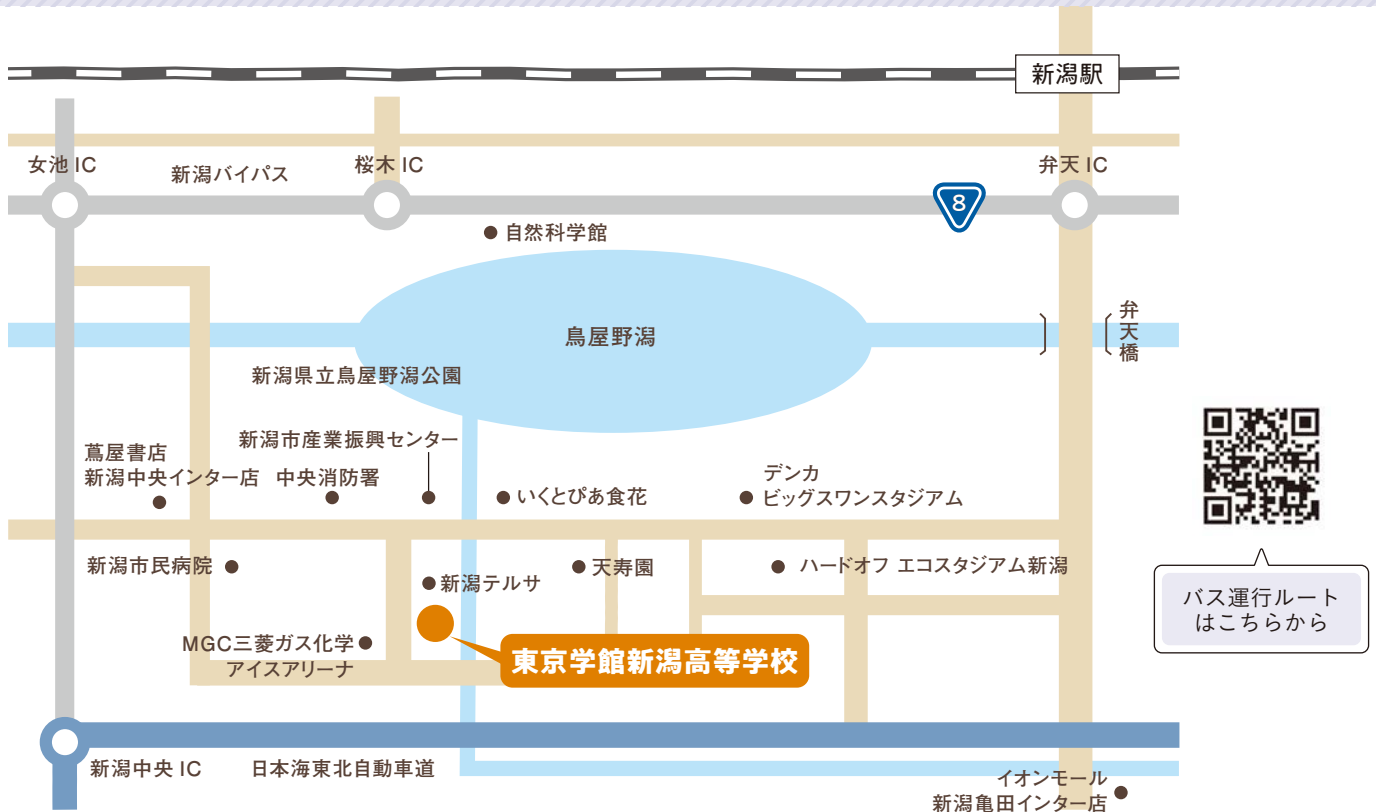 新潟駅
女池 IC
新潟バイパス
桜木 IC
弁天 IC
8
自然科学館
鳥屋野潟
弁天橋
新潟県立鳥屋野潟公園
新潟市産業振興センター
蔦屋書店
新潟中央インター店
中央消防署
いくとぴあ食花
デンカ
ビッグスワンスタジアム
新潟市民病院
新潟テルサ
天寿園
ハードオフ エコスタジアム新潟
バス運行ルート
はこちらから
MGC三菱ガス化学
アイスアリーナ
東京学館新潟高等学校
新潟中央 IC
日本海東北自動車道
イオンモール
新潟亀田インター店